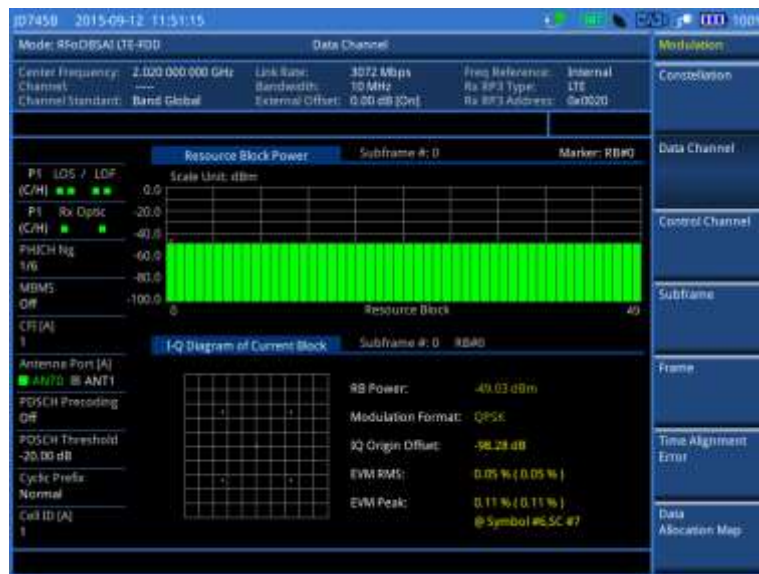 JD745B 2015-09-12 11:51:15
100%
Mode: RFoOBSAI LTE-FDD Data Channel
Modulation
Center Frequency: 2.020 000 000 GHz Link Rate: 3072 Mbps Freq Reference: Internal
Channel: ---- Bandwidth: 10 MHz Rx RP3 Type: LTE
Channel Standard: Band Global External Offset: 0.00 dB [On] Rx RP3 Address: 0x0020
Constellation
Data Channel
Control Channel
Subframe
Frame
Time Alignment
Error
Data
Allocation Map
P1 LOS / LOF
(C/H)
P1 Rx Optic
(C/H)
PHICH Ng
1/6
MBMS
Off
CFI [A]
1
Antenna Port [A]
ANT0 ANT1
PDSCH Precoding
Off
PDSCH Threshold
-20.00 dB
Cyclic Prefix
Normal
Cell ID [A]
1
Resource Block Power Subframe #: 0 Marker: RB#0
Scale Unit: dBm
0.0
-20.0
-40.0
-60.0
-80.0
-100.0
0 Resource Block 49
I-Q Diagram of Current Block Subframe #: 0 RB#0
RB Power: -49.03 dBm
Modulation Format: QPSK
IQ Origin Offset: -98.28 dB
EVM RMS: 0.05 % ( 0.05 % )
EVM Peak: 0.11 % ( 0.11 % )
@ Symbol #6,SC #7